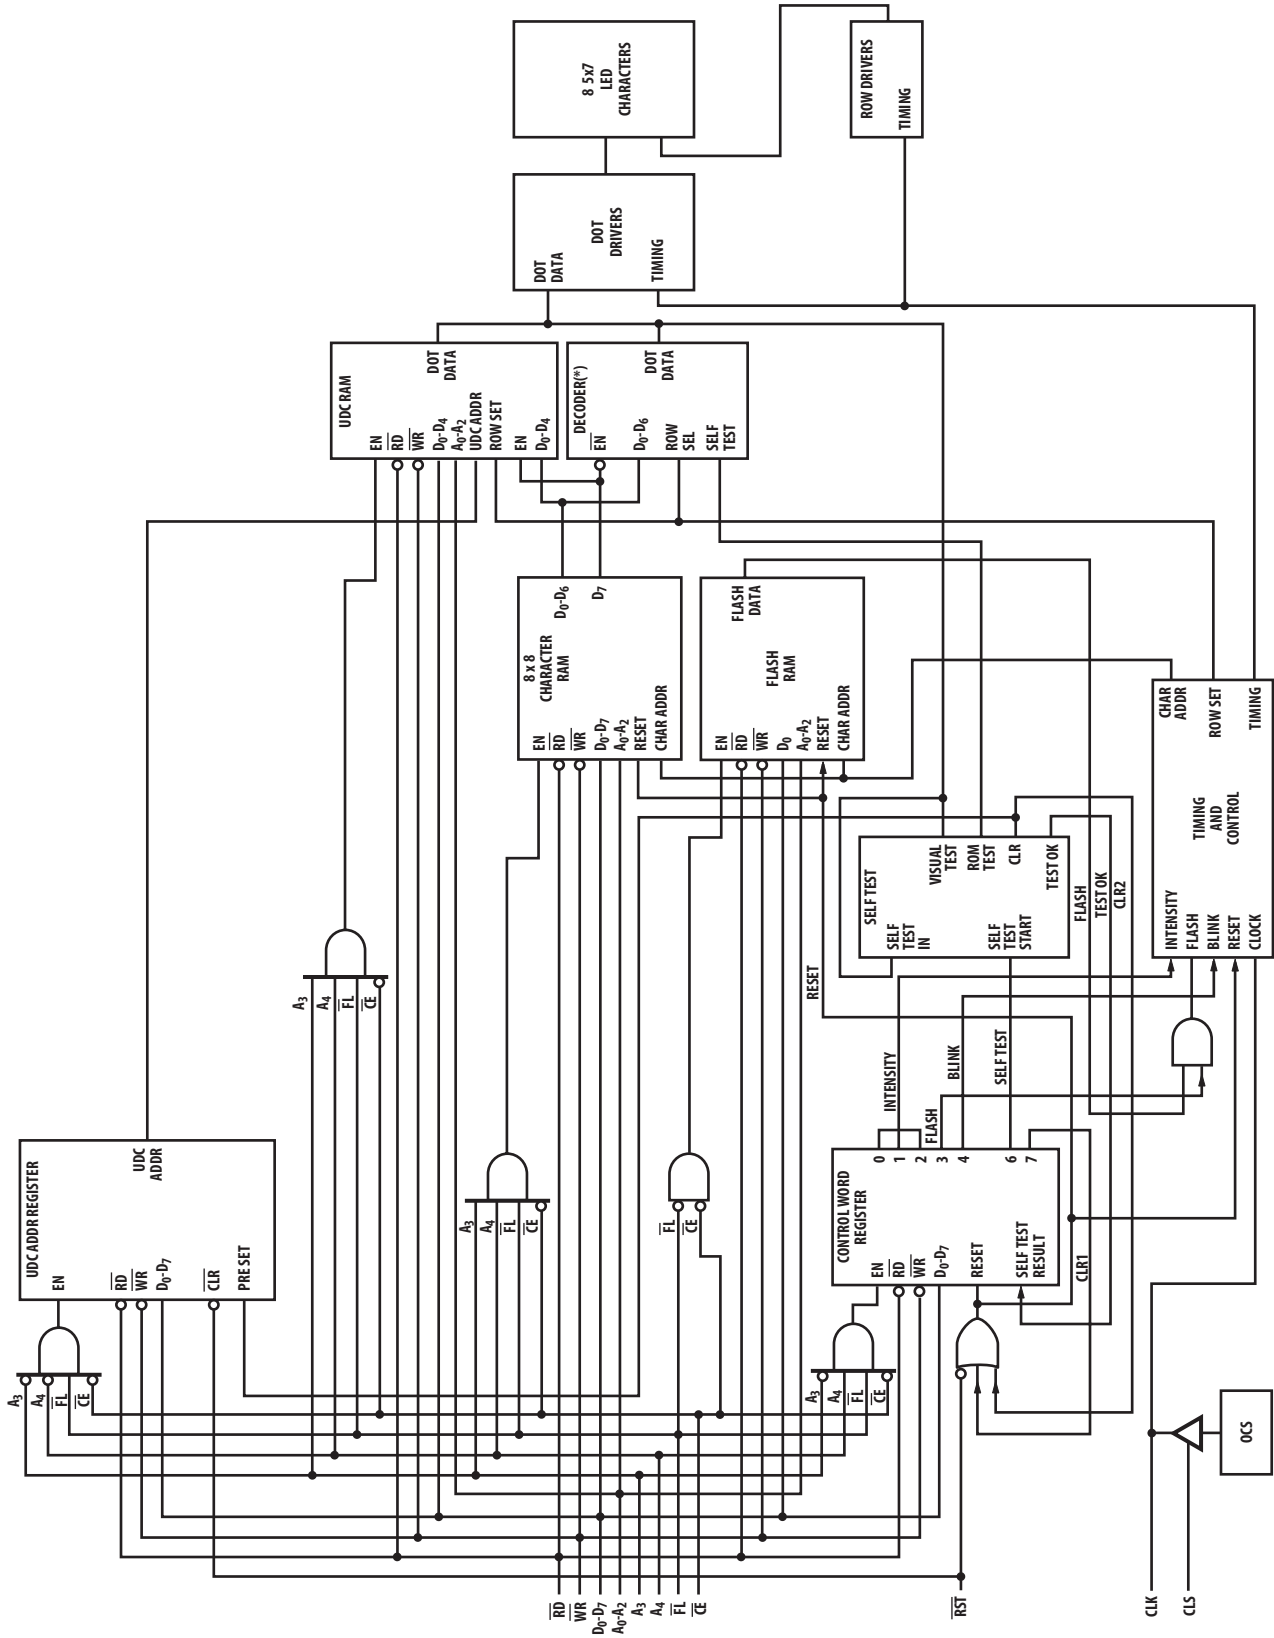 8 5x7
LED
CHARACTERS
ROW DRIVERS
TIMING
DOT
DATA
DOT
DRIVERS
TIMING
UDC RAM
DOT
DATA
EN
RD
WR
D0-D4
A0-A2
UDC ADDR
ROW SET
EN
D0-D4
DECODER(*)
DOT
DATA
EN
D0-D6
ROW
SEL
SELF
TEST
8 x 8
CHARACTER
RAM
D0-D6
D7
EN
RD
WR
D0-D7
A0-A2
RESET
CHAR ADDR
FLASH
DATA
FLASH
RAM
EN
RD
WR
D0
A0-A2
RESET
CHAR ADDR
SELF TEST
VISUAL
TEST
ROM
TEST
CLR
TEST OK
SELF
TEST
IN
SELF
TEST
START
FLASH
TEST OK
CLR2
CHAR
ADDR
ROW SET
TIMING
TIMING
AND
CONTROL
INTENSITY
FLASH
BLINK
RESET
CLOCK
A3
A4
FL
CE
RESET
INTENSITY
FLASH
BLINK
SELF TEST
UDC ADDR REGISTER
UDC
ADDR
EN
RD
WR
D0-D7
CLR
PRE SET
A3
A4
FL
CE
FL
CE
CONTROL WORD
REGISTER
0
1
2
3
4
6
7
EN
RD
WR
D0-D7
RESET
SELF TEST
RESULT
CLR1
A3
A4
FL
CE
A3
A4
FL
CE
OCS
RD
WR
D0-D7
A0-A2
A3
A4
FL
CE
RST
CLK
CLS